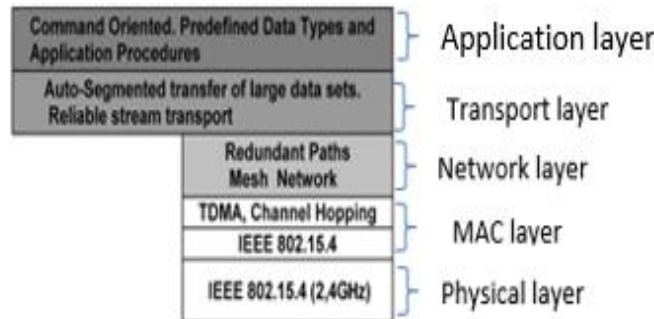 Command Oriented. Predefined Data Types and
Application Procedures
Application layer
Auto-Segmented transfer of large data sets.
Reliable stream transport
Transport layer
Redundant Paths
Mesh Network
Network layer
TDMA, Channel Hopping
IEEE 802.15.4
MAC layer
IEEE 802.15.4 (2,4GHz)
Physical layer